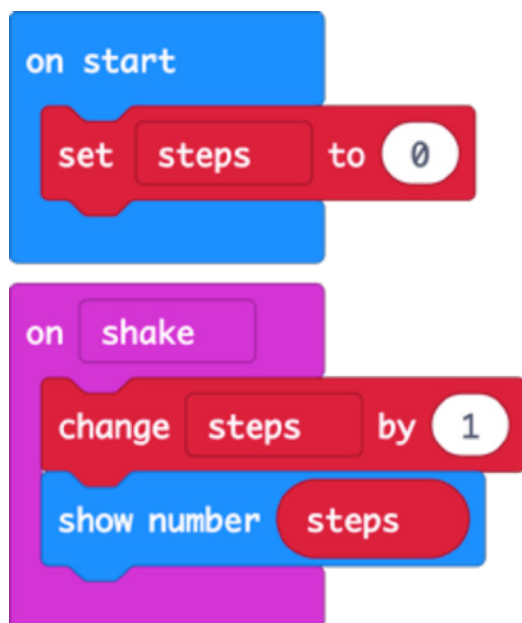 on start
set steps to 0
on shake
change steps by 1
show number steps